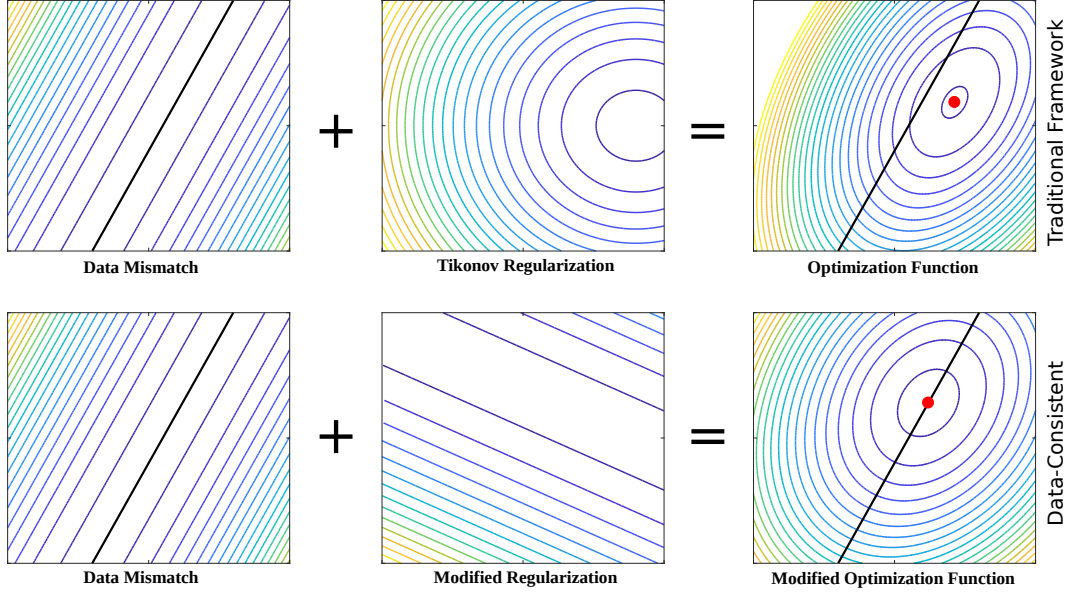 +
=
Traditional Framework
Data Mismatch
Tikonov Regularization
Optimization Function
+
=
Data-Consistent
Data Mismatch
Modified Regularization
Modified Optimization Function